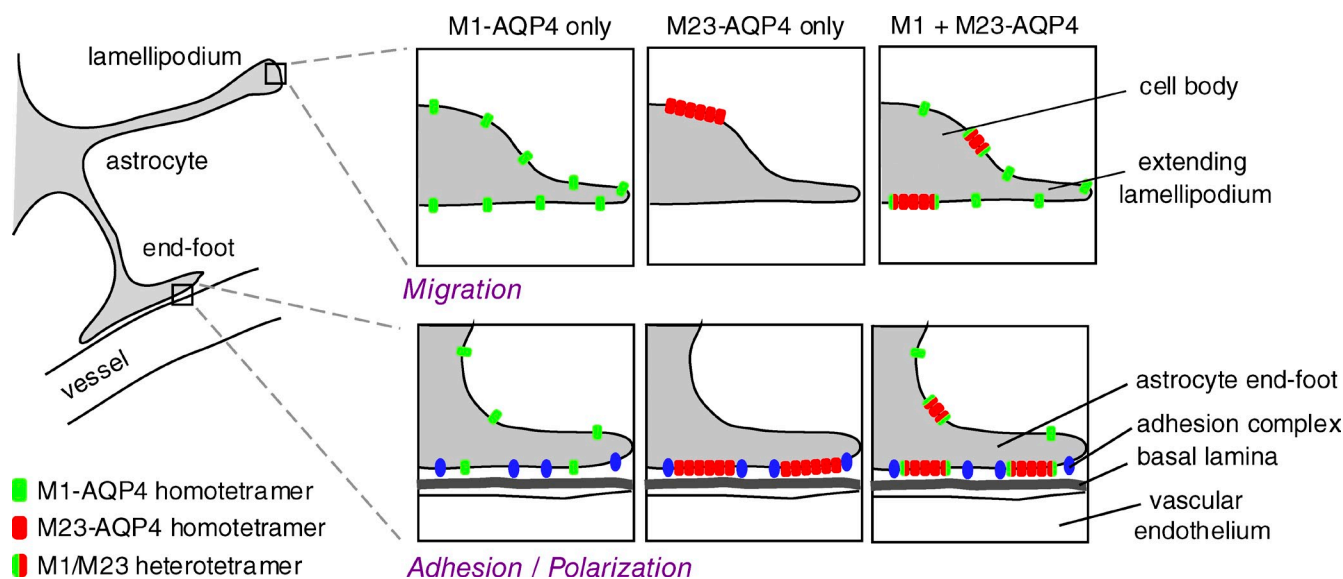 M1-AQP4 only
M23-AQP4 only
M1 + M23-AQP4
lamellipodium
astrocyte
end-foot
vessel
cell body
extending
lamellipodium
Migration
astrocyte end-foot
adhesion complex
basal lamina
vascular
endothelium
M1-AQP4 homotetramer
M23-AQP4 homotetramer
M1/M23 heterotetramer
Adhesion / Polarization